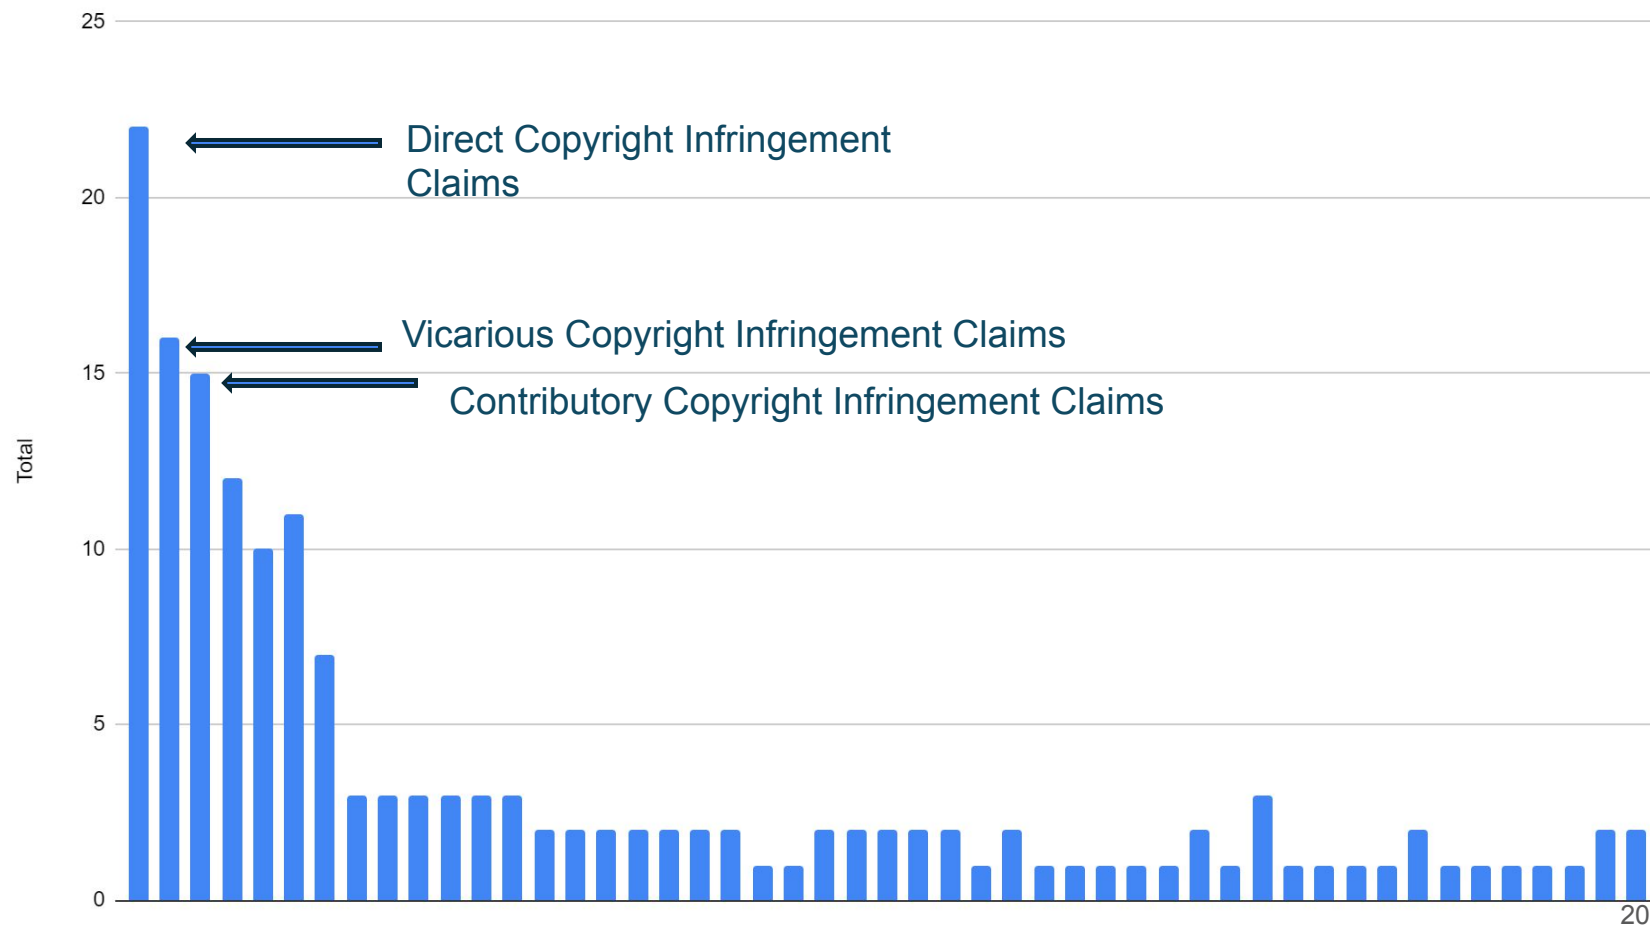 25
Direct Copyright Infringement
Claims
20
Vicarious Copyright Infringement Claims
15
Contributory Copyright Infringement Claims
Total
10
5
0
20